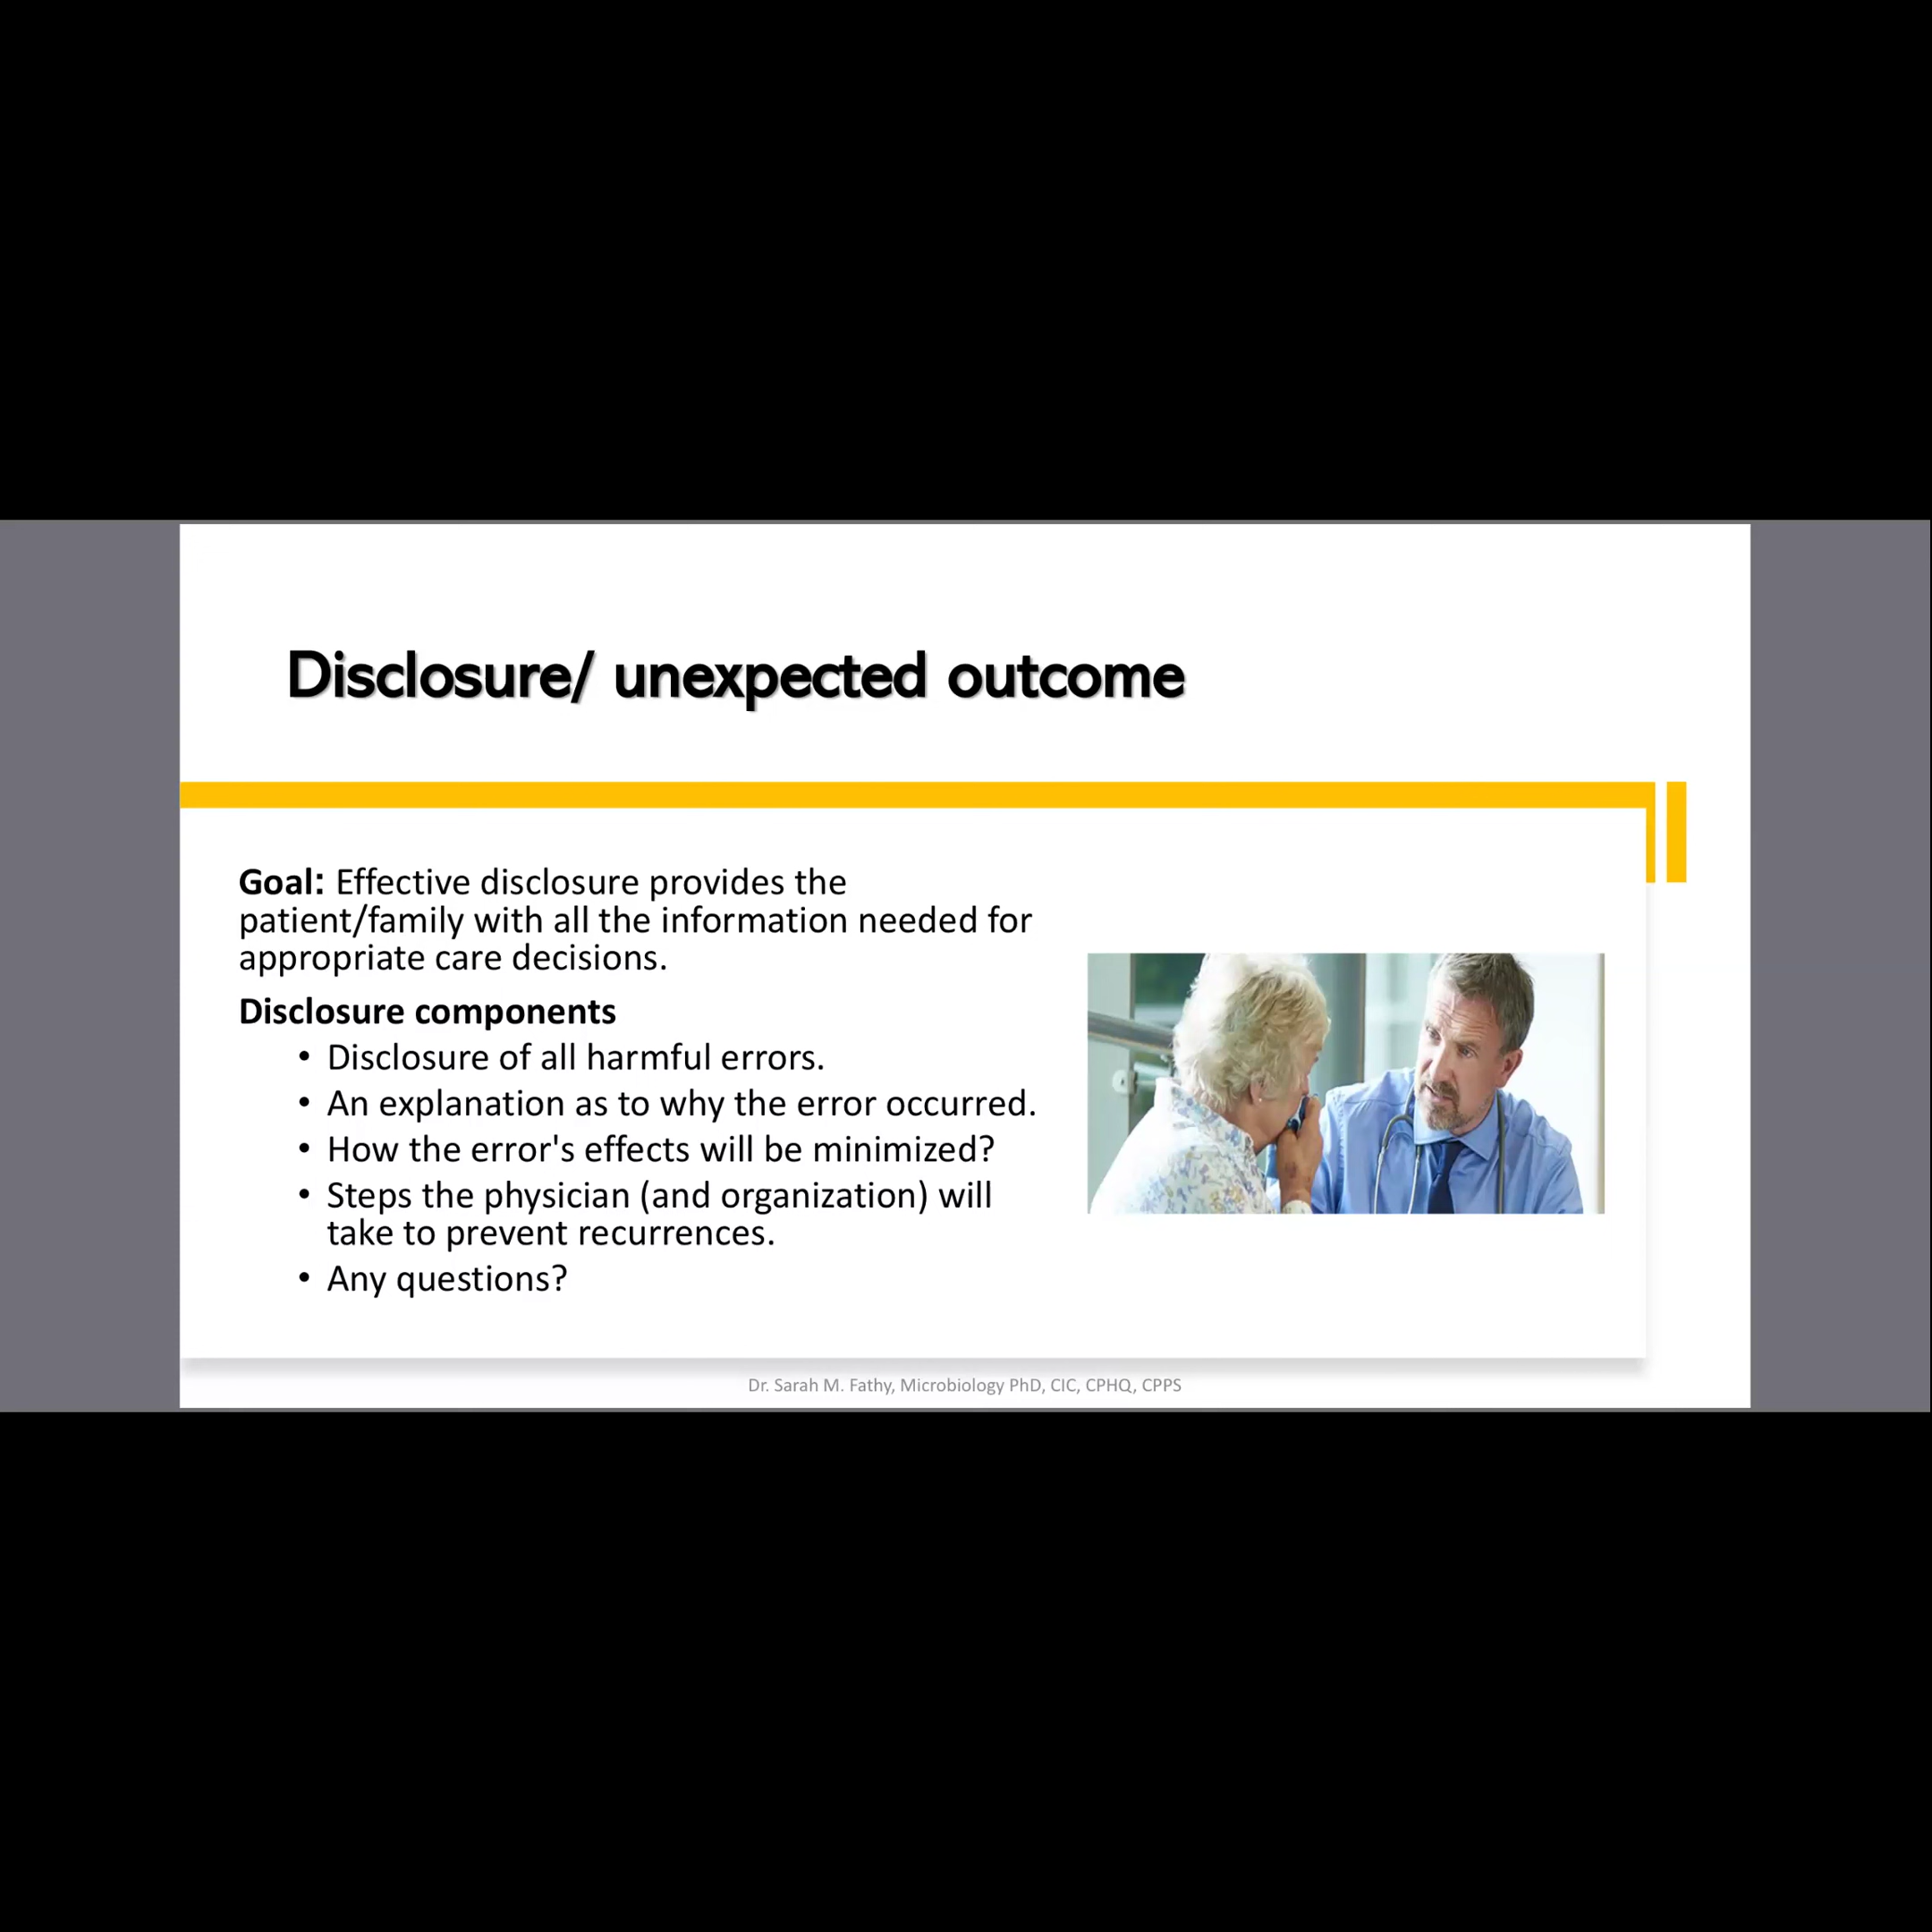 Disclosure/ unexpected outcome
Goal: Effective disclosure provides the
patient/family with all the information needed for
appropriate care decisions.
Disclosure components
• Disclosure of all harmful errors.
• An explanation as to why the error occurred.
• How the error's effects will be minimized?
• Steps the physician (and organization) will
take to prevent recurrences.
• Any questions?
Dr. Sarah M. Fathy, Microbiology PhD, CIC, CPHQ, CPPS